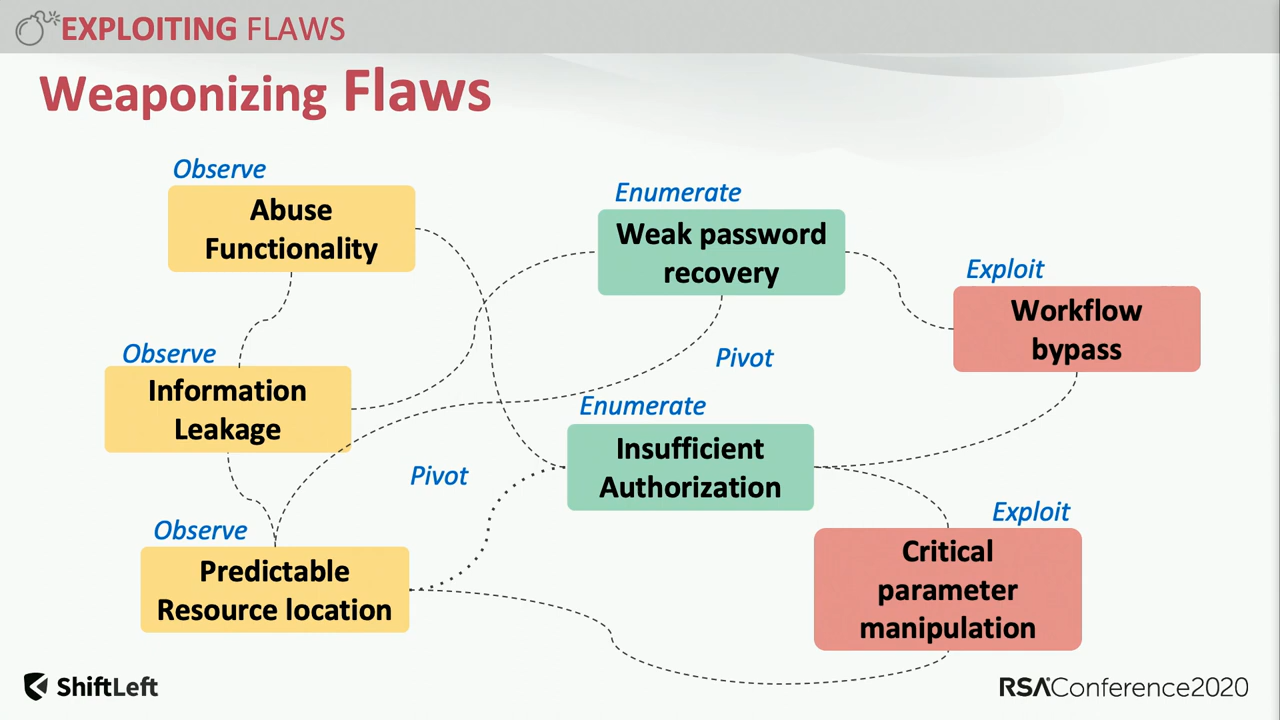 EXPLOITING FLAWS
Weaponizing Flaws
Observe
Abuse
Functionality
Enumerate
Weak password
recovery
Exploit
Workflow
bypass
Observe
Information
Leakage
Pivot
Enumerate
Insufficient
Authorization
Pivot
Exploit
Critical
parameter
manipulation
Observe
Predictable
Resource location
ShiftLeft
RSAConference2020